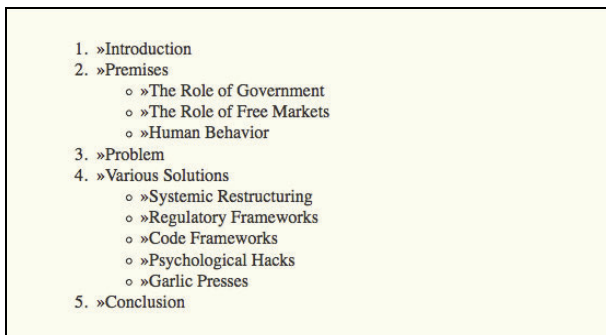 1. »Introduction
2. »Premises
◦ »The Role of Government
◦ »The Role of Free Markets
◦ »Human Behavior
3. »Problem
4. »Various Solutions
◦ »Systemic Restructuring
◦ »Regulatory Frameworks
◦ »Code Frameworks
◦ »Psychological Hacks
◦ »Garlic Presses
5. »Conclusion